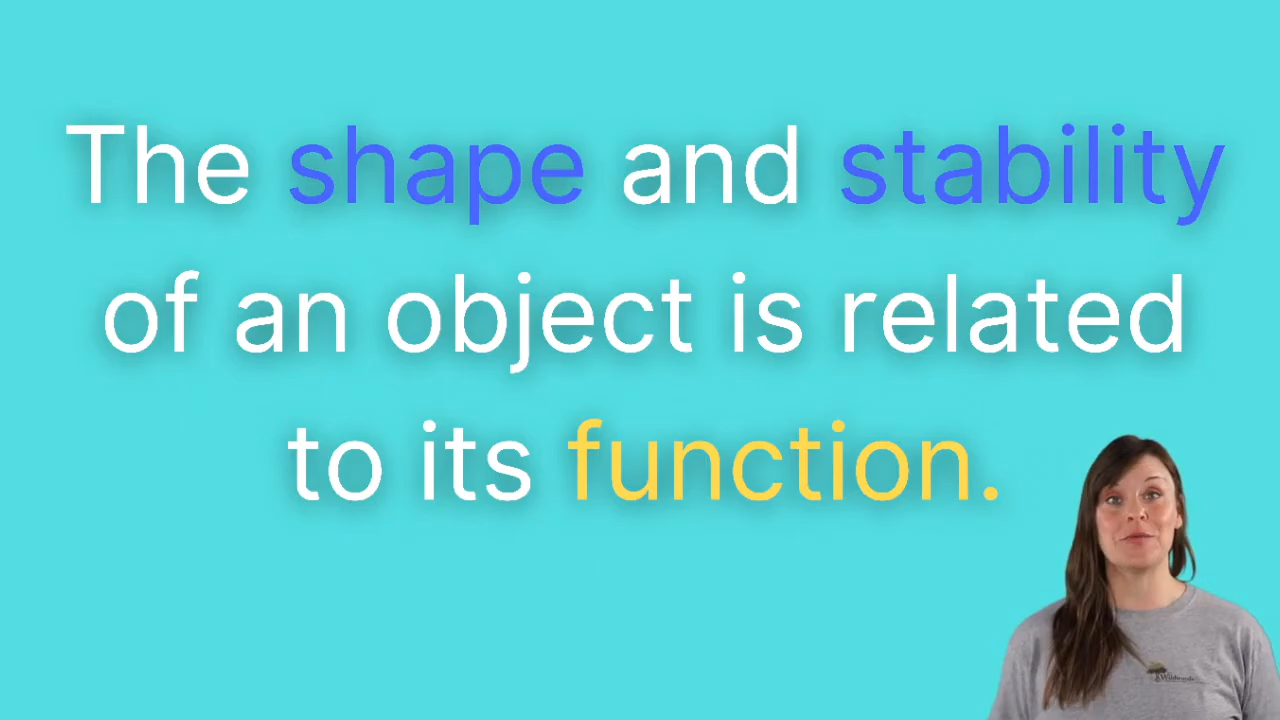 The shape and stability
of an object is related
to its function.